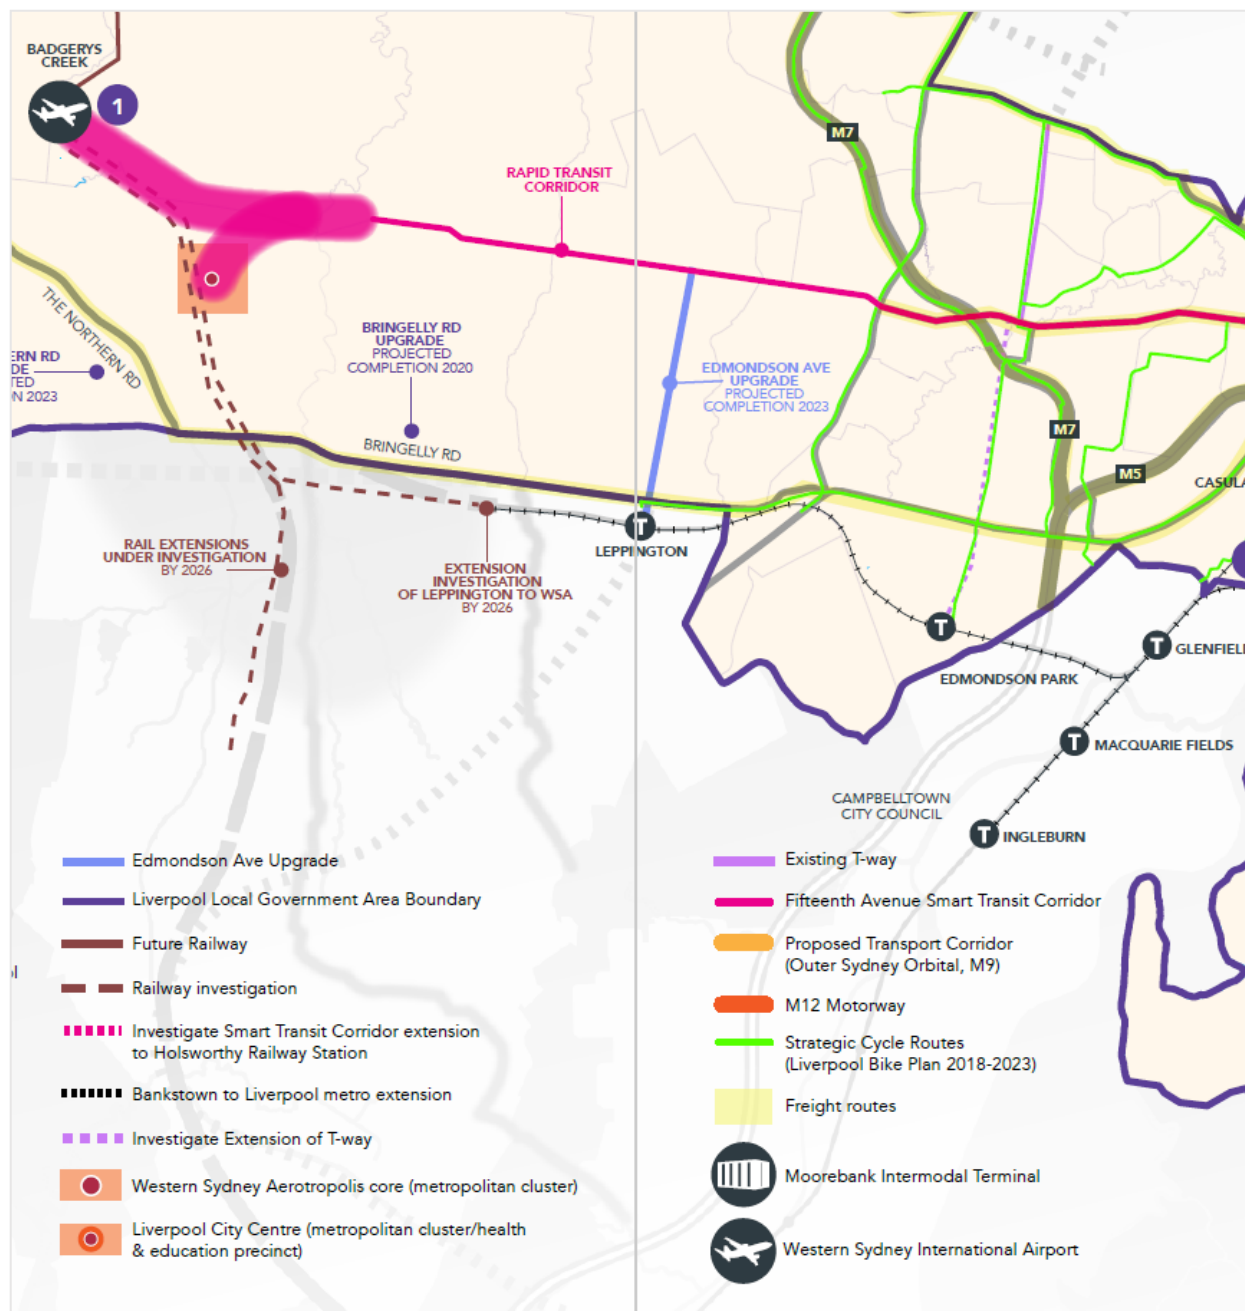 BADGERYS
CREEK
1
M7
RAPID TRANSIT
CORRIDOR
THE NORTHERN RD
BRINGELLY RD
UPGRADE
PROJECTED
COMPLETION 2020
ERN RD
DE
TED
N 2023
EDMONDSON AVE
UPGRADE
PROJECTED
COMPLETION 2023
BRINGELLY RD
M7
M5
CASULA
T
LEPPINGTON
RAIL EXTENSIONS
UNDER INVESTIGATION
BY 2026
EXTENSION
INVESTIGATION
OF LEPPINGTON TO WSA
BY 2026
T
EDMONDSON PARK
T
GLENFIEL
T
MACQUARIE FIELDS
CAMPBELLTOWN
CITY COUNCIL
T
INGLEBURN
Edmondson Ave Upgrade
Liverpool Local Government Area Boundary
Future Railway
Railway investigation
Investigate Smart Transit Corridor extension
to Holsworthy Railway Station
Bankstown to Liverpool metro extension
Investigate Extension of T-way
Western Sydney Aerotropolis core (metropolitan cluster)
Liverpool City Centre (metropolitan cluster/health
& education precinct)
Existing T-way
Fifteenth Avenue Smart Transit Corridor
Proposed Transport Corridor
(Outer Sydney Orbital, M9)
M12 Motorway
Strategic Cycle Routes
(Liverpool Bike Plan 2018-2023)
Freight routes
Moorebank Intermodal Terminal
Western Sydney International Airport